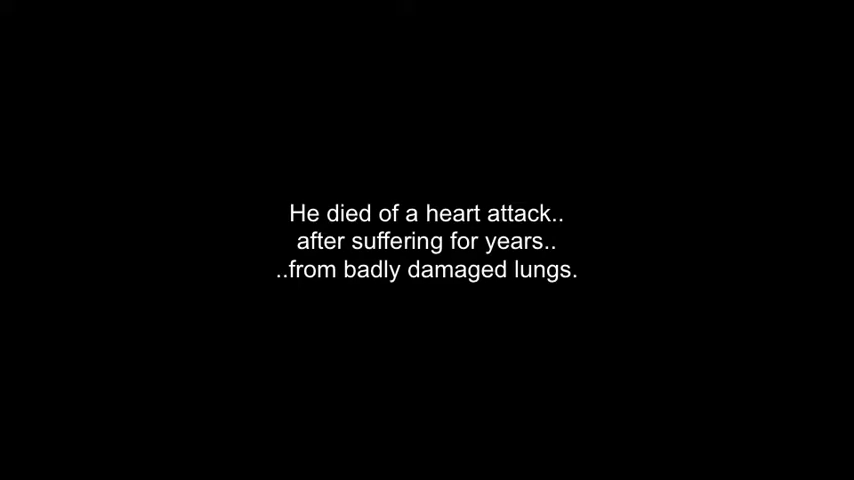 He died of a heart attack..
after suffering for years..
..from badly damaged lungs.